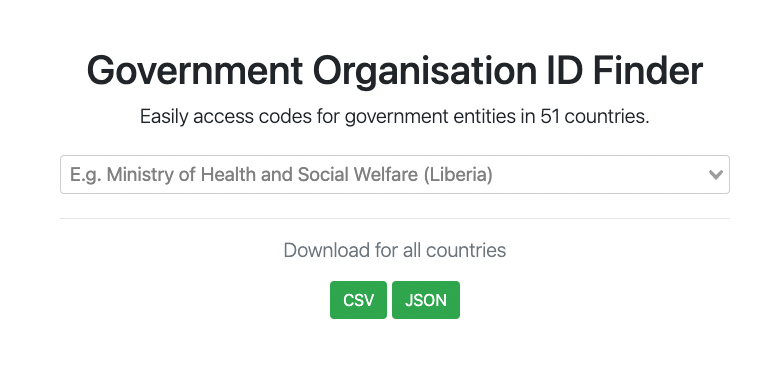 Government Organisation ID Finder
Easily access codes for government entities in 51 countries.
E.g. Ministry of Health and Social Welfare (Liberia)
Download for all countries
CSV JSON